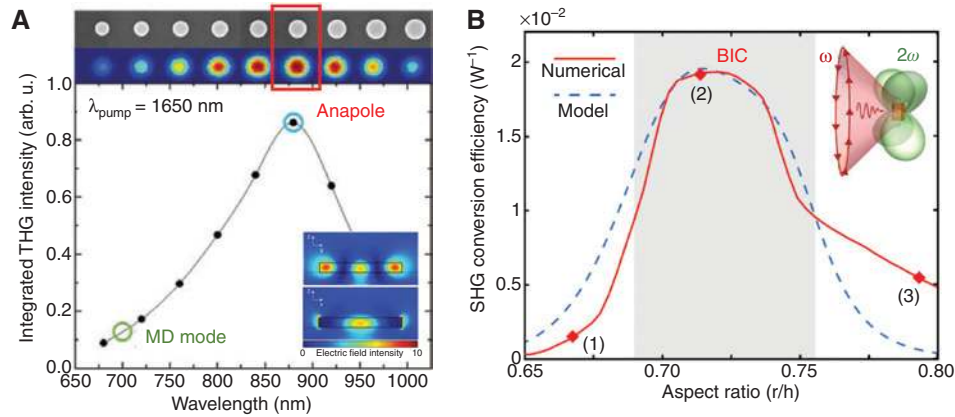 A
Integrated THG intensity (arb. u.)
1.0
0.8
0.6
0.4
0.2
0.0
λpump = 1650 nm
Anapole
MD mode
0 Electric field intensity 10
650 700 750 800 850 900 950 1000
Wavelength (nm)
B
×10⁻²
SHG conversion efficiency (W⁻¹)
2
1.5
1
0.5
0
Numerical
Model
BIC
ω
2ω
(1)
(2)
(3)
0.65 0.70 0.75 0.80
Aspect ratio (r/h)